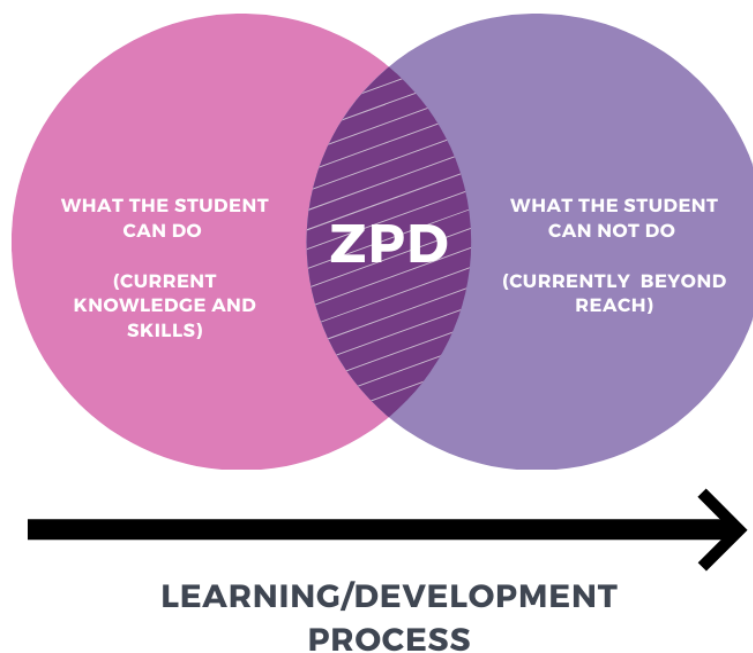 WHAT THE STUDENT
CAN DO
(CURRENT
KNOWLEDGE AND
SKILLS)
ZPD
WHAT THE STUDENT
CAN NOT DO
(CURRENTLY BEYOND
REACH)
LEARNING/DEVELOPMENT
PROCESS